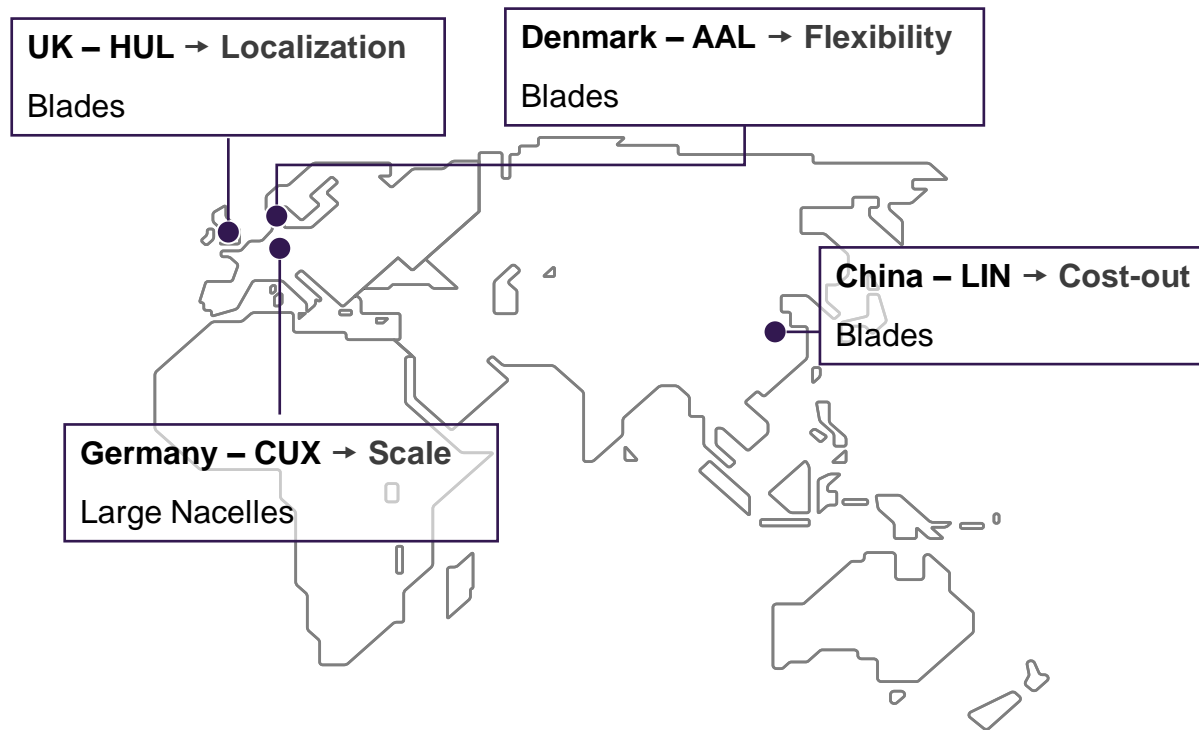 UK – HUL → Localization
Blades
Denmark – AAL → Flexibility
Blades
China – LIN → Cost-out
Blades
Germany – CUX → Scale
Large Nacelles